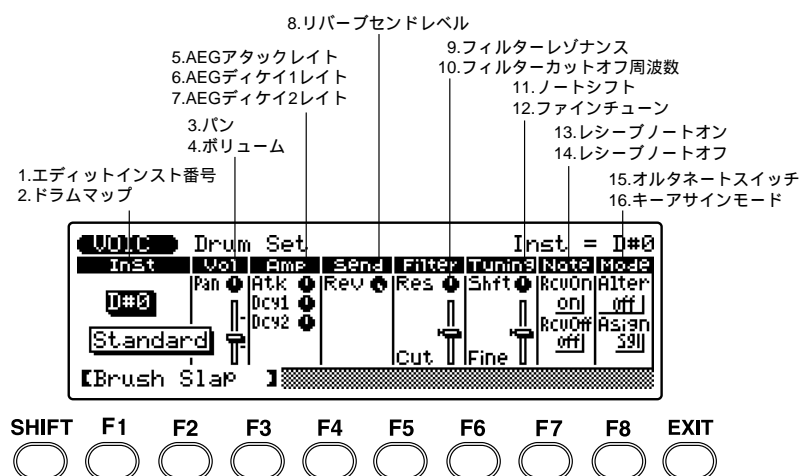 8.リバーブセンドレベル
5.AEGアタックレイト
6.AEGディケイ1レイト
7.AEGディケイ2レイト
9.フィルターレゾナンス
10.フィルターカットオフ周波数
11.ノートシフト
12.ファインチューン
3.パン
4.ボリューム
13.レシーブノートオン
14.レシーブノートオフ
1.エディットインスト番号
2.ドラムマップ
15.オルタネートスイッチ
16.キーアサインモード
VOIC Drum Set Inst = D#0
Inst Vol Amp Send Filter Tuning Note Mode
Pan Atk Rev Res Shft RcvOn Alter
D#0 Dcy1 on off
Dcy2 RcvOff Asign
Standard off Sgl
Cut Fine
【Brush Slap 】
SHIFT F1 F2 F3 F4 F5 F6 F7 F8 EXIT